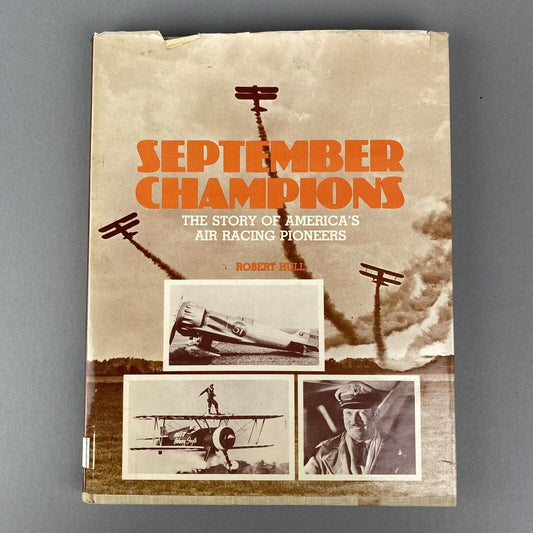 SEPTEMBER
CHAMPIONS
THE STORY OF AMERICA'S
AIR RACING PIONEERS
ROBERT HULL